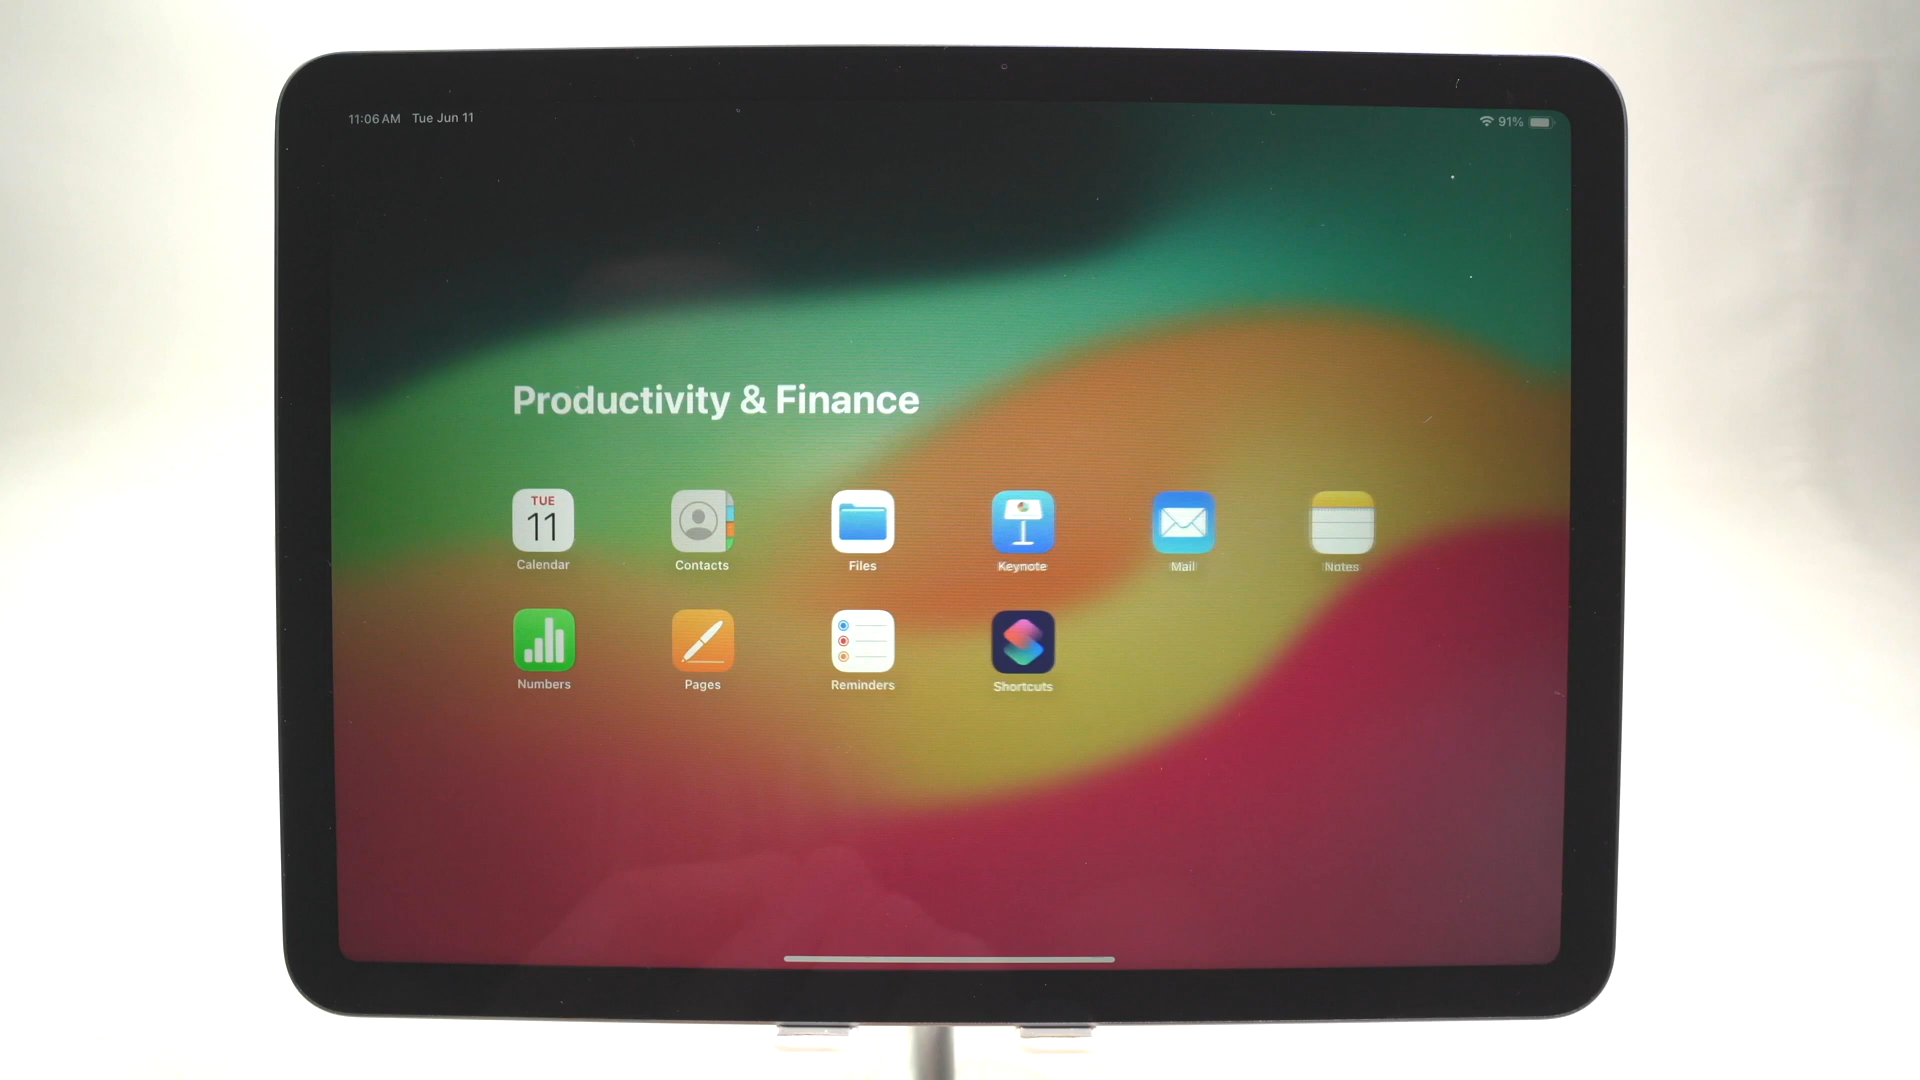 11:06 AM Tue Jun 11
91%
Productivity & Finance
TUE
11
Calendar Contacts Files Keynote Mail Notes
Numbers Pages Reminders Shortcuts